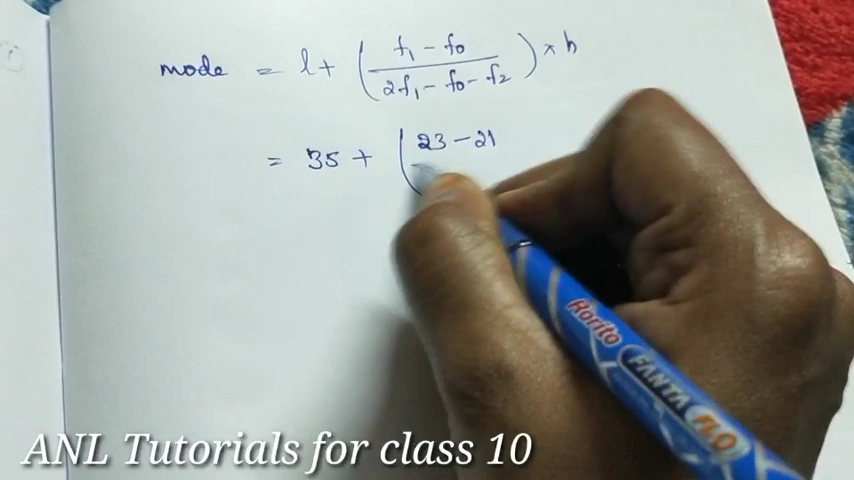 mode = l + ( f₁ - f₀ / 2f₁ - f₀ - f₂ ) × h
= 35 + ( 23 - 21
Rorito
FANTA FLO
ANL Tutorials for class 10